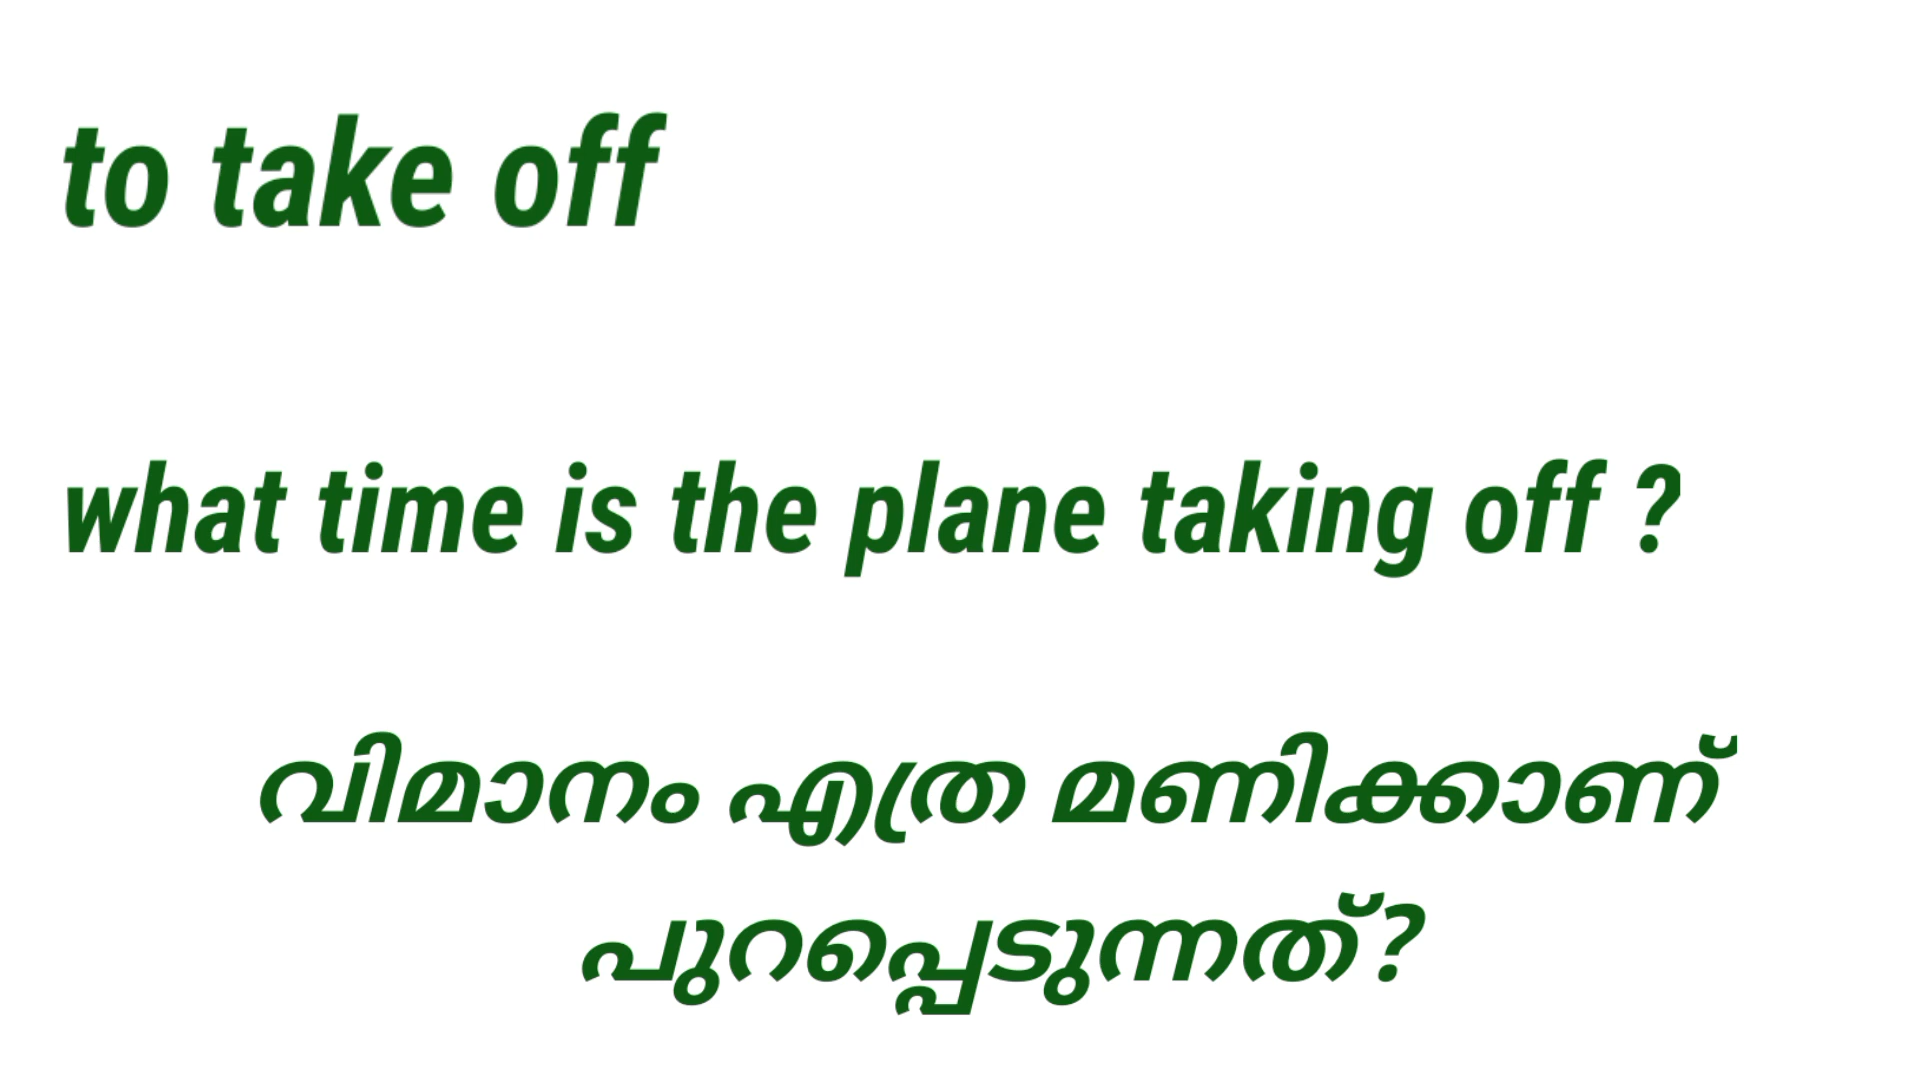 to take off
what time is the plane taking off ?
വിമാനം എത്ര മണിക്കാണ്
പുറപ്പെടുന്നത്?